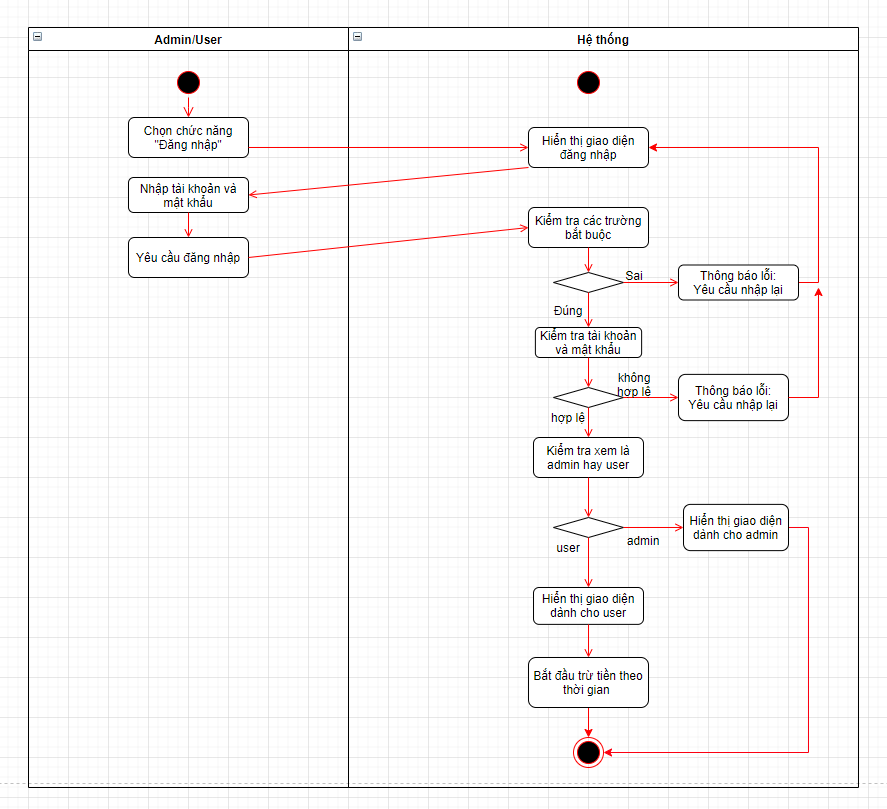 Admin/User
Hệ thống
Chọn chức năng
"Đăng nhập"
Hiển thị giao diện
đăng nhập
Nhập tài khoản và
mật khẩu
Yêu cầu đăng nhập
Kiểm tra các trường
bắt buộc
Sai
Thông báo lỗi:
Yêu cầu nhập lại
Đúng
Kiểm tra tài khoản
và mật khẩu
không
hợp lệ
Thông báo lỗi:
Yêu cầu nhập lại
hợp lệ
Kiểm tra xem là
admin hay user
Hiển thị giao diện
dành cho admin
admin
user
Hiển thị giao diện
dành cho user
Bắt đầu trừ tiền theo
thời gian